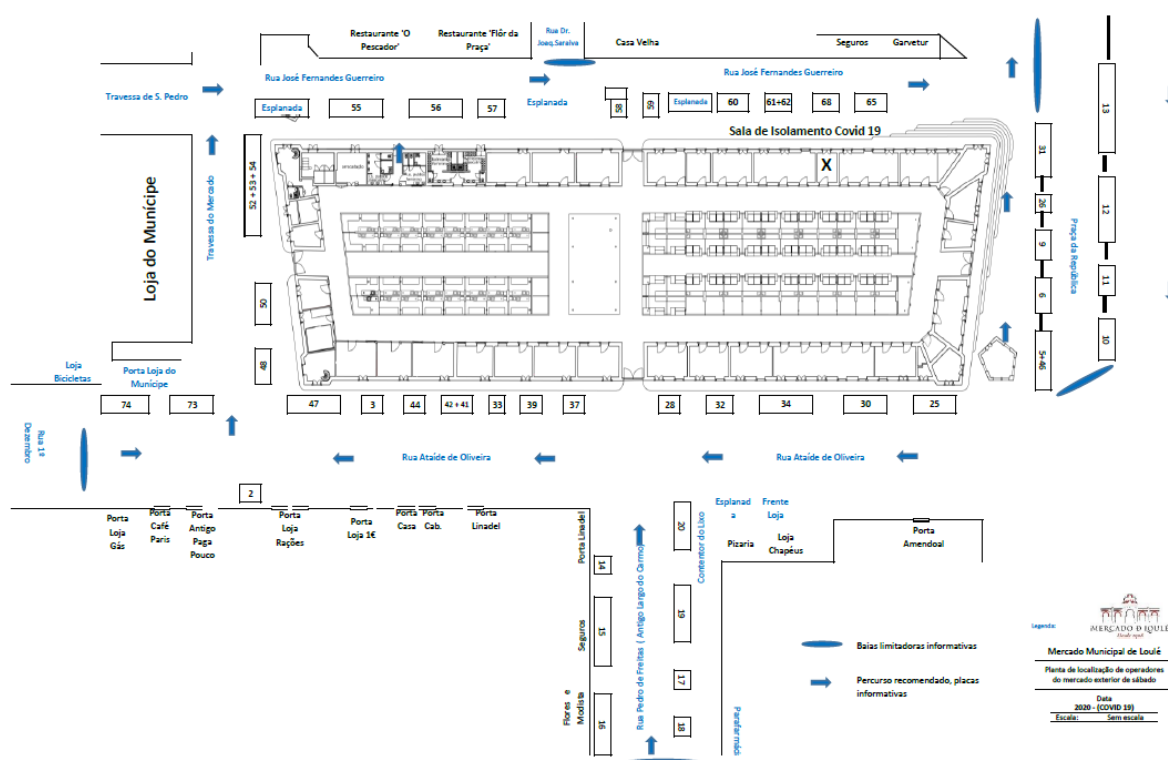 Restaurante 'O
Pescador'
Restaurante 'Flôr da
Praça'
Rua Dr.
Joaq.Saraiva
Casa Velha
Seguros
Garvetur
Rua José Fernandes Guerreiro
Rua José Fernandes Guerreiro
Travessa de S. Pedro
Esplanada
55
56
57
Esplanada
58
59
Esplanada
60
61+62
68
65
13
Sala de Isolamento Covid 19
X
31
52 + 53 + 54
Travessa do Mercado
Loja do Munícipe
26
12
9
Praça da República
11
6
50
10
5+46
48
Loja
Bicicletas
Porta Loja do
Munícipe
74
73
47
3
44
42 + 41
33
39
37
28
32
34
30
25
Rua 1º
Dezembro
Rua Ataíde de Oliveira
Rua Ataíde de Oliveira
2
Porta
Loja
Gás
Porta
Café
Paris
Porta
Antigo
Paga
Pouco
Porta
Loja
Rações
Porta
Loja 1€
Porta
Casa
Porta
Cab.
Porta
Linadel
Porta Linadel
20
Contentor do Lixo
Esplanad
a
Frente
Loja
Pizaria
Loja
Chapéus
Porta
Amendoal
14
Rua Pedro de Freitas ( Antigo Largo do Carmo)
Seguros
15
19
17
Flores e
Modista
16
18
Parafarmáci
Baias limitadoras informativas
Percurso recomendado, placas
informativas
Legenda:
MERCADO D LOULÉ
Mercado Municipal de Loulé
Planta de localização de operadores
do mercado exterior de sábado
Data
2020 - (COVID 19)
Escala: Sem escala